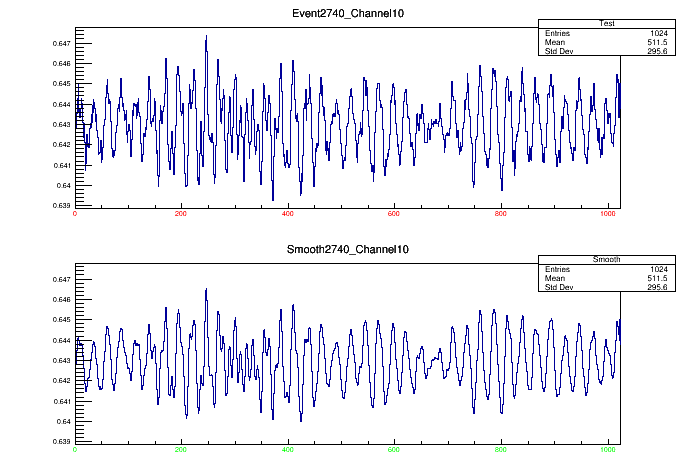 Event2740_Channel10
Test
Entries 1024
Mean 511.5
Std Dev 295.6
0.647
0.646
0.645
0.644
0.643
0.642
0.641
0.64
0.639
0 200 400 600 800 1000
Smooth2740_Channel10
Smooth
Entries 1024
Mean 511.5
Std Dev 295.6
0.647
0.646
0.645
0.644
0.643
0.642
0.641
0.64
0.639
0 200 400 600 800 1000